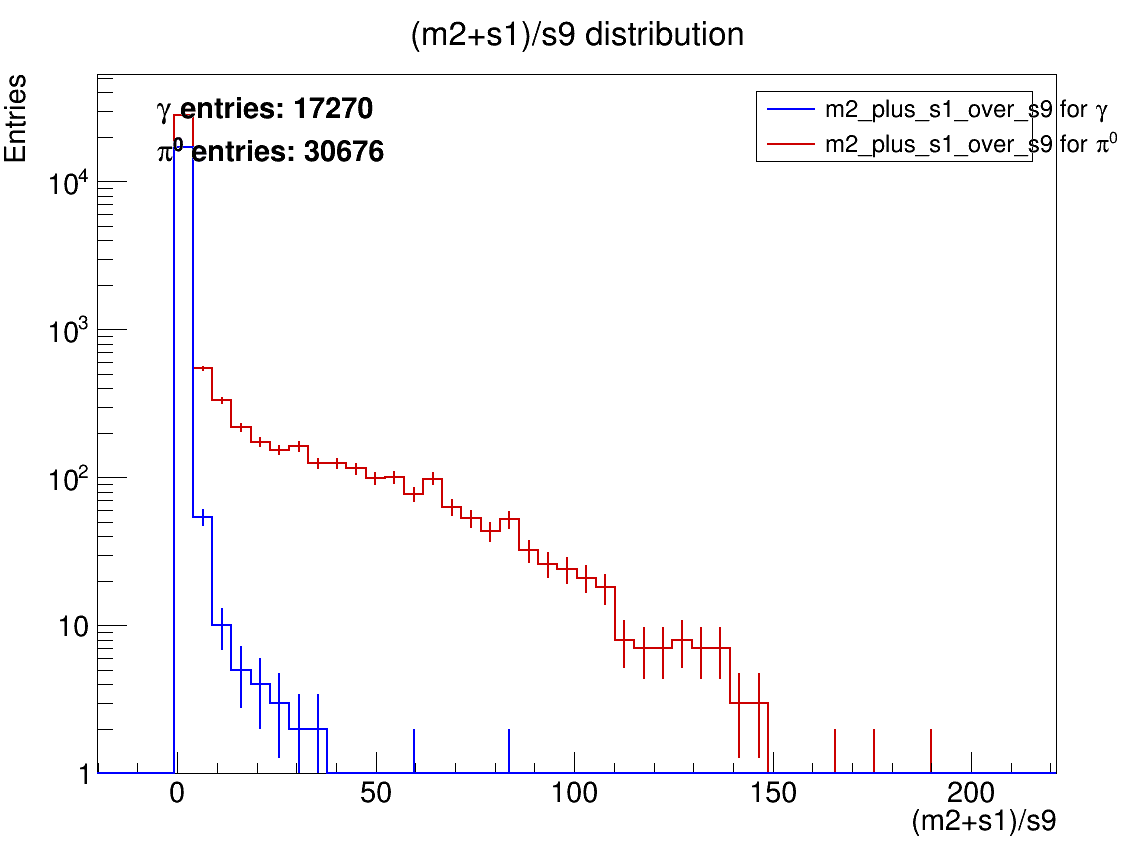 (m2+s1)/s9 distribution
Entries
γ entries: 17270
π⁰ entries: 30676
m2_plus_s1_over_s9 for γ
m2_plus_s1_over_s9 for π⁰
10⁴
10³
10²
10
1
0 50 100 150 200
(m2+s1)/s9